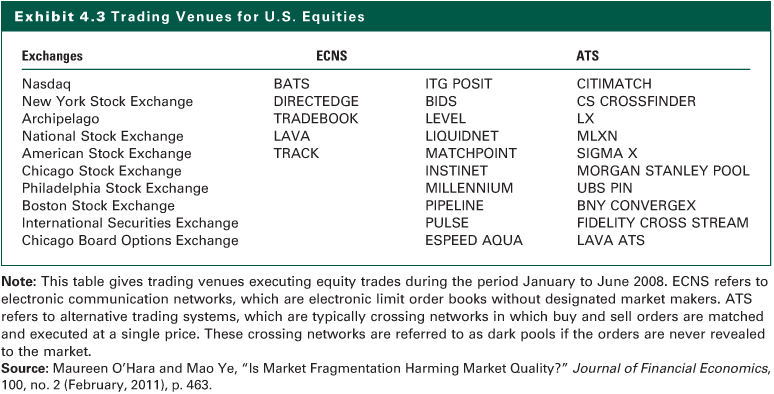 Exhibit 4.3 Trading Venues for U.S. Equities
Exchanges ECNS ATS
Nasdaq BATS ITG POSIT CITIMATCH
New York Stock Exchange DIRECTEDGE BIDS CS CROSSFINDER
Archipelago TRADEBOOK LEVEL LX
National Stock Exchange LAVA LIQUIDNET MLXN
American Stock Exchange TRACK MATCHPOINT SIGMA X
Chicago Stock Exchange INSTINET MORGAN STANLEY POOL
Philadelphia Stock Exchange MILLENNIUM UBS PIN
Boston Stock Exchange PIPELINE BNY CONVERGEX
International Securities Exchange PULSE FIDELITY CROSS STREAM
Chicago Board Options Exchange ESPEED AQUA LAVA ATS
Note: This table gives trading venues executing equity trades during the period January to June 2008. ECNS refers to
electronic communication networks, which are electronic limit order books without designated market makers. ATS
refers to alternative trading systems, which are typically crossing networks in which buy and sell orders are matched
and executed at a single price. These crossing networks are referred to as dark pools if the orders are never revealed
to the market.
Source: Maureen O'Hara and Mao Ye, "Is Market Fragmentation Harming Market Quality?" Journal of Financial Economics,
100, no. 2 (February, 2011), p. 463.